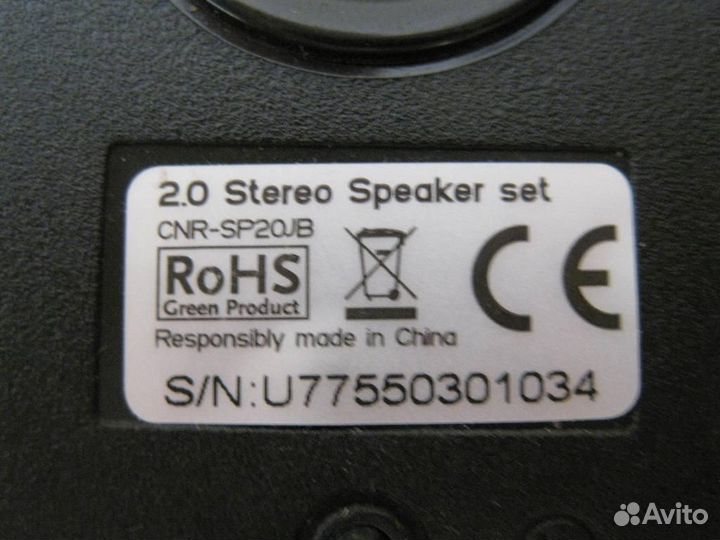 2.0 Stereo Speaker set
CNR-SP20JB
RoHS
Green Product
CE
Responsibly made in China
S/N:U77550301034
Avito